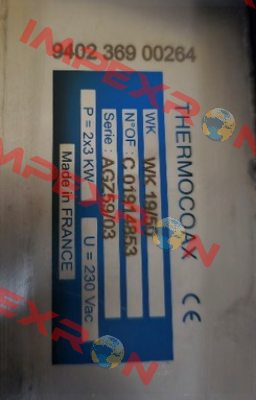 9402 369 00264
THERMOCOAX
CE
WK WK 19/50
N°OF: C 01914853
Serie : AGZ59/03
P = 2x3 KW U = 230 Vac
Made in FRANCE
IMPEXRON
IMPEXRON
IMPEXRON